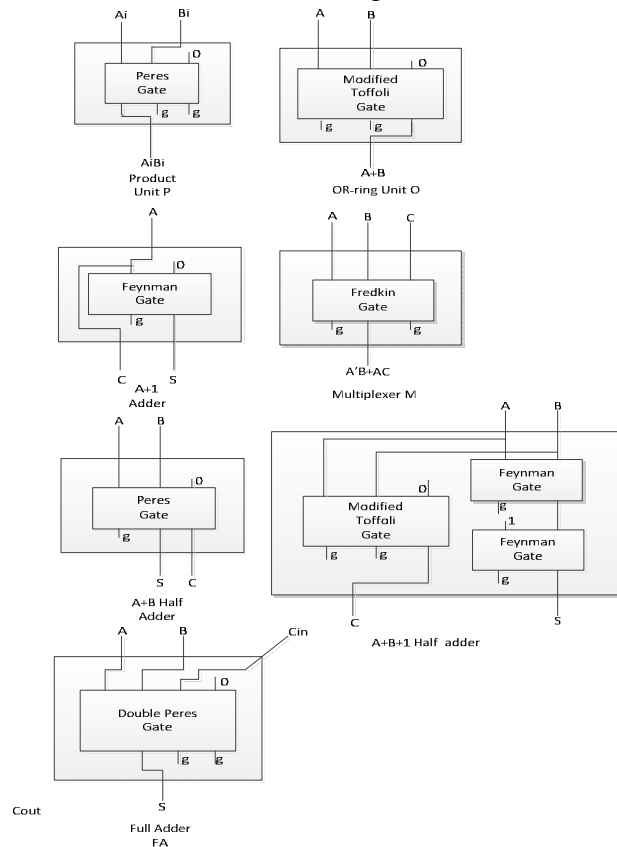 Ai Bi
0
Peres
Gate
g g
AiBi
Product
Unit P
A B
0
Modified
Toffoli
Gate
g g
A+B
OR-ring Unit O
A
0
Feynman
Gate
g
C S
A+1
Adder
A B C
Fredkin
Gate
g g
A'B+AC
Multiplexer M
A B
0
Peres
Gate
g
S C
A+B Half
Adder
A B
Feynman
Gate
g
0
Modified
Toffoli
Gate
g g
1
Feynman
Gate
g
C S
A+B+1 Half adder
A B Cin
0
Double Peres
Gate
g g
S
Cout
Full Adder
FA